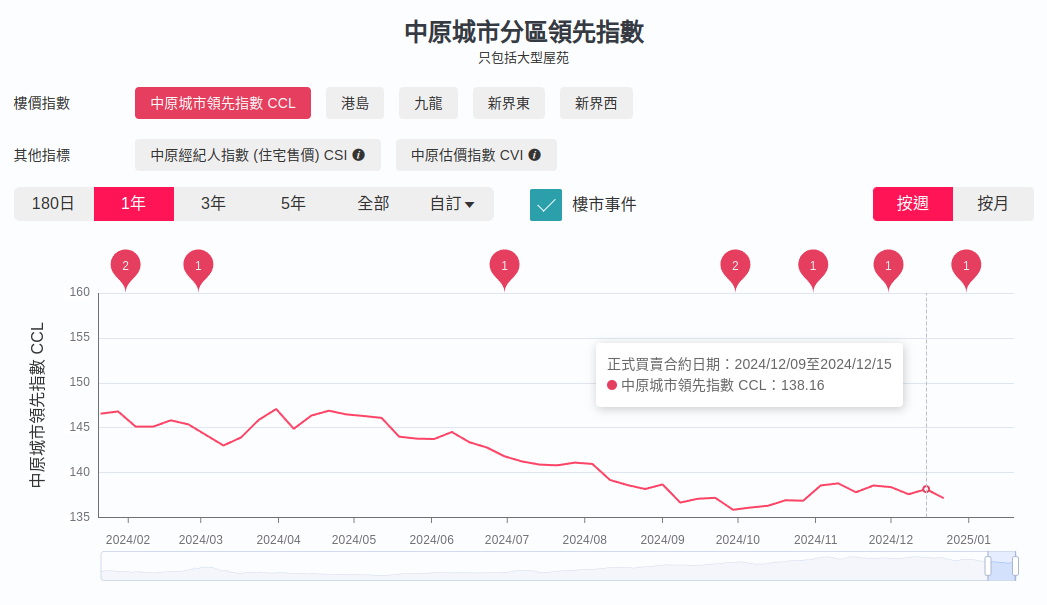 中原城市分區領先指數
只包括大型屋苑
樓價指數 中原城市領先指數 CCL 港島 九龍 新界東 新界西
其他指標 中原經紀人指數 (住宅售價) CSI 中原估價指數 CVI
180日 1年 3年 5年 全部 自訂 樓市事件 按週 按月
2 1 1 2 1 1 1
160
155
150
145
140
135
中原城市領先指數 CCL
正式買賣合約日期：2024/12/09至2024/12/15
中原城市領先指數 CCL：138.16
2024/02 2024/03 2024/04 2024/05 2024/06 2024/07 2024/08 2024/09 2024/10 2024/11 2024/12 2025/01